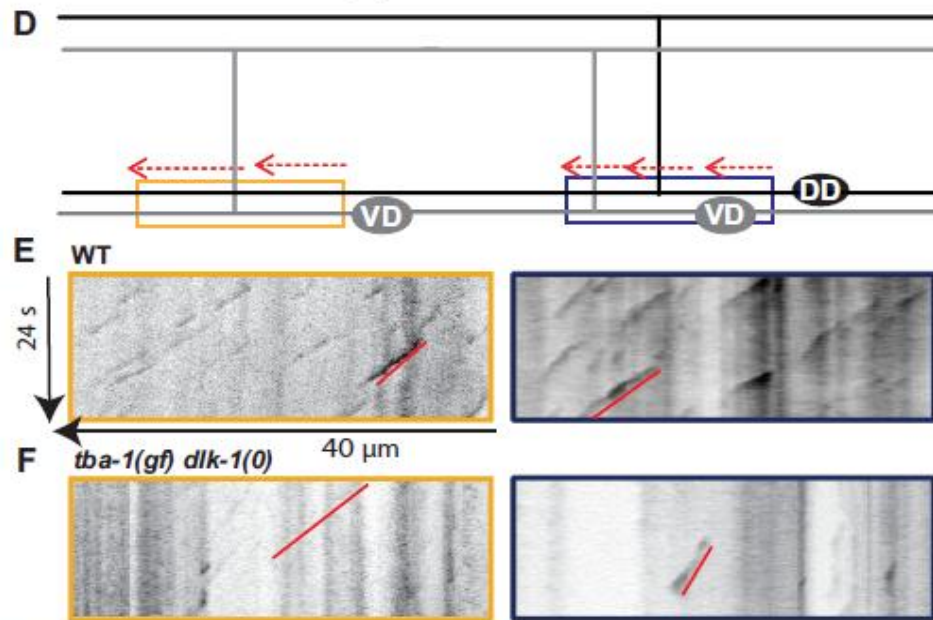 D
DD
VD
VD
E WT
24 s
40 µm
F tba-1(gf) dlk-1(0)